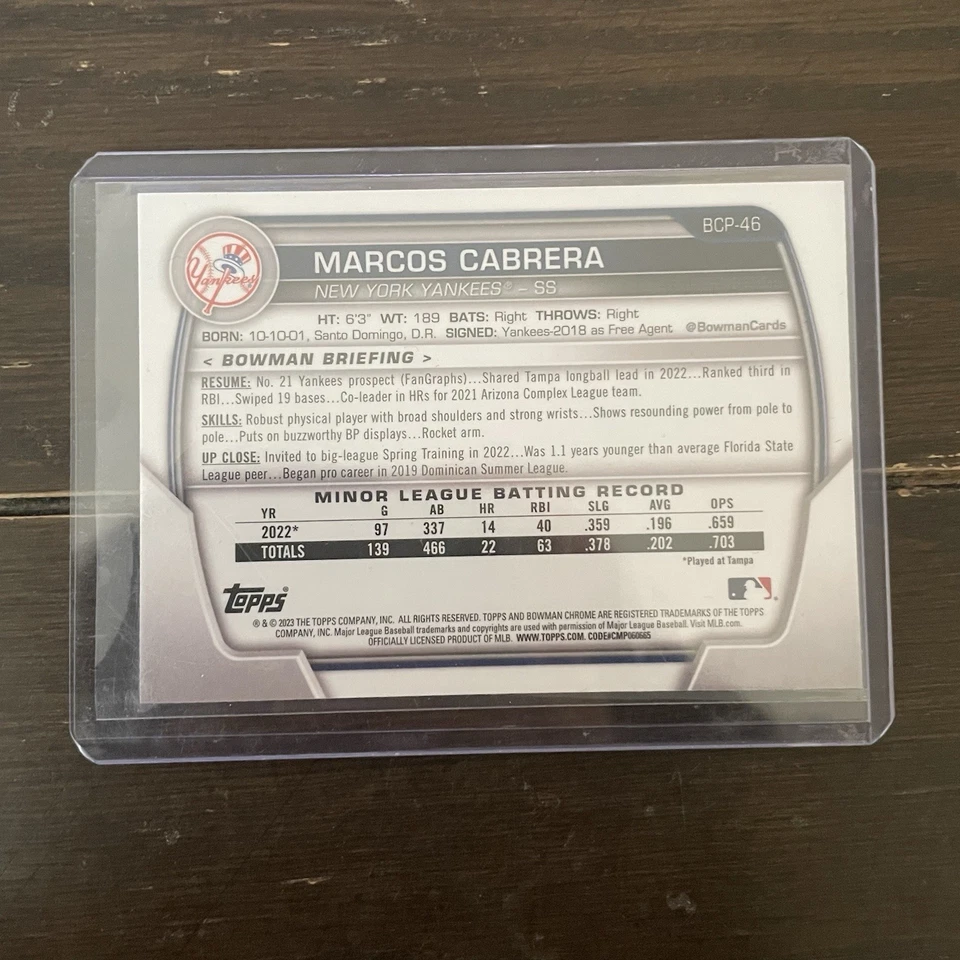 BCP-46
Yankees
MARCOS CABRERA
NEW YORK YANKEES® – SS
HT: 6'3" WT: 189 BATS: Right THROWS: Right
BORN: 10-10-01, Santo Domingo, D.R. SIGNED: Yankees-2018 as Free Agent @BowmanCards
< BOWMAN BRIEFING >
RESUME: No. 21 Yankees prospect (FanGraphs)...Shared Tampa longball lead in 2022...Ranked third in
RBI...Swiped 19 bases...Co-leader in HRs for 2021 Arizona Complex League team.
SKILLS: Robust physical player with broad shoulders and strong wrists...Shows resounding power from pole to
pole...Puts on buzzworthy BP displays...Rocket arm.
UP CLOSE: Invited to big-league Spring Training in 2022...Was 1.1 years younger than average Florida State
League peer...Began pro career in 2019 Dominican Summer League.
MINOR LEAGUE BATTING RECORD
YR G AB HR RBI SLG AVG OPS
2022* 97 337 14 40 .359 .196 .659
TOTALS 139 466 22 63 .378 .202 .703
*Played at Tampa
Topps®
® & © 2023 THE TOPPS COMPANY, INC. ALL RIGHTS RESERVED. TOPPS AND BOWMAN CHROME ARE REGISTERED TRADEMARKS OF THE TOPPS
COMPANY, INC. Major League Baseball trademarks and copyrights are used with permission of Major League Baseball. Visit MLB.com.
OFFICIALLY LICENSED PRODUCT OF MLB. WWW.TOPPS.COM. CODE#CMP060665